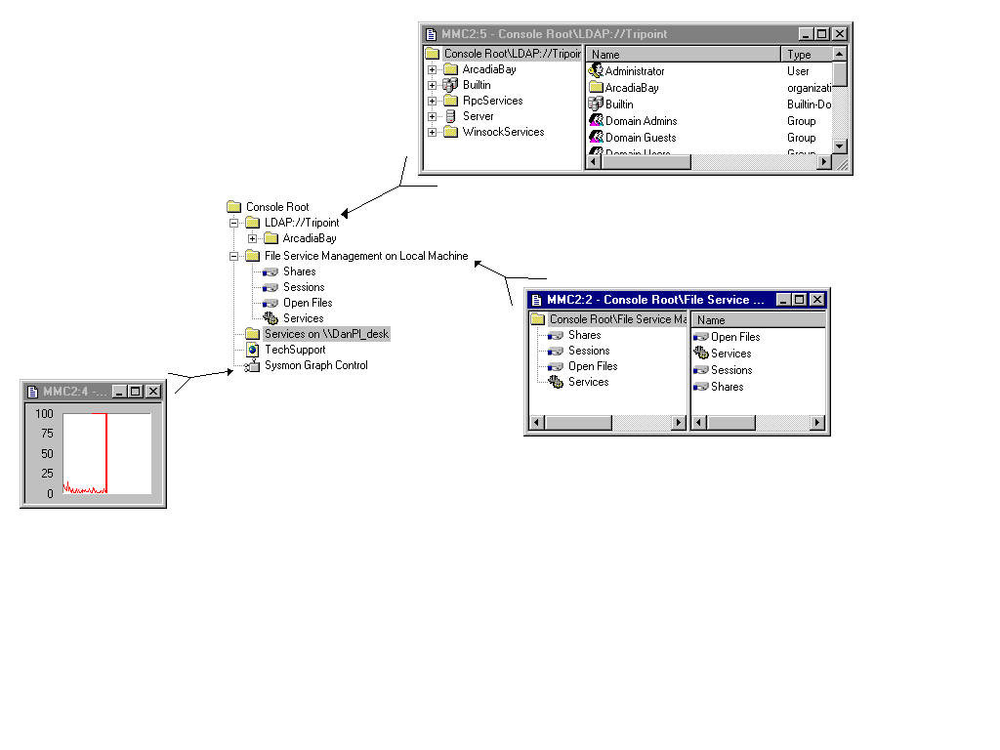 MMC2:5 - Console Root\LDAP://Tripoint
Console Root\LDAP://Tripoin
ArcadiaBay
Builtin
RpcServices
Server
WinsockServices
Name Type
Administrator User
ArcadiaBay organizati
Builtin Builtin-Do
Domain Admins Group
Domain Guests Group
Domain Users Group
Console Root
LDAP://Tripoint
ArcadiaBay
File Service Management on Local Machine
Shares
Sessions
Open Files
Services
Services on \\DanPl_desk
TechSupport
Sysmon Graph Control
MMC2:2 - Console Root\File Service ...
Console Root\File Service Ma
Shares
Sessions
Open Files
Services
Name
Open Files
Services
Sessions
Shares
MMC2:4 -...
100
75
50
25
0